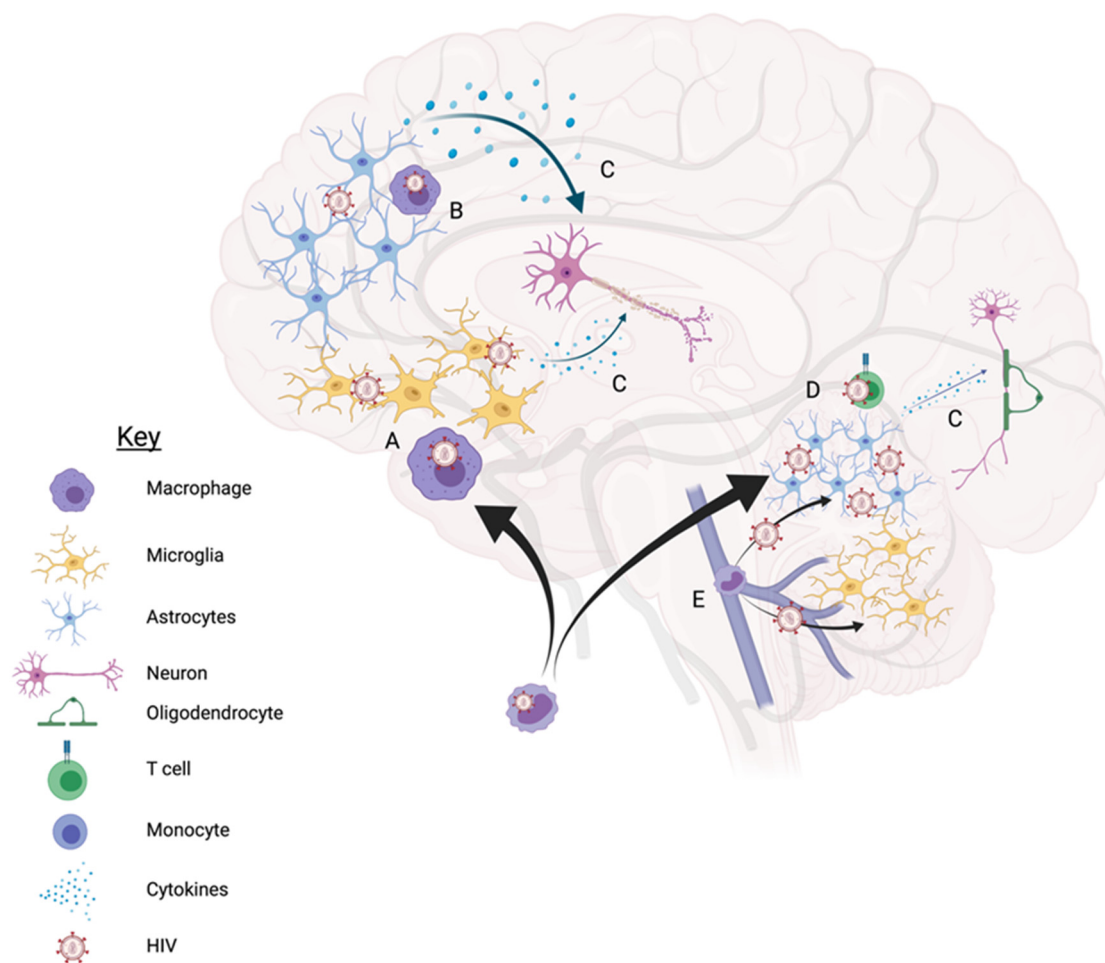 C
B
C
D
C
A
E
Key
Macrophage
Microglia
Astrocytes
Neuron
Oligodendrocyte
T cell
Monocyte
Cytokines
HIV